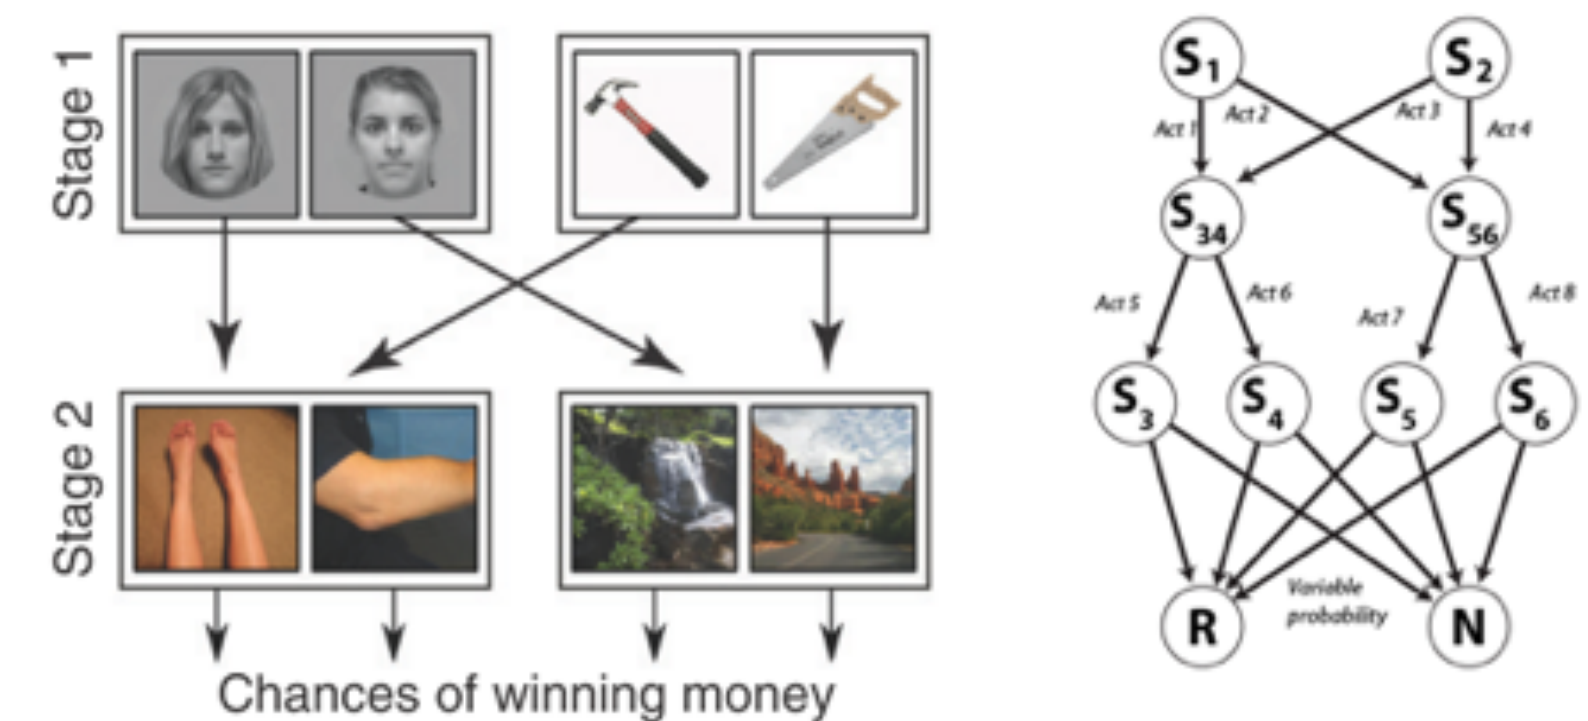 Stage 1
Stage 2
Chances of winning money
S1 S2
Act 1 Act 2 Act 3 Act 4
S34 S56
Act 5 Act 6 Act 7 Act 8
S3 S4 S5 S6
Variable
probability
R N